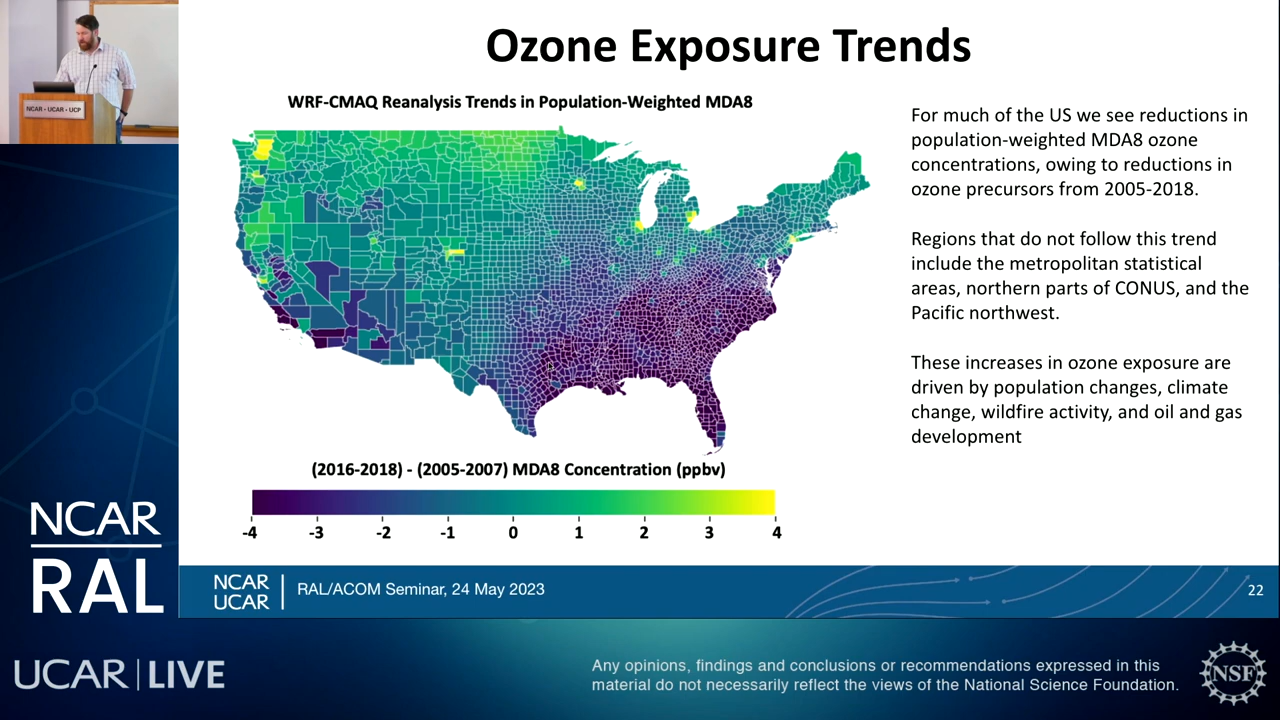 Ozone Exposure Trends
WRF-CMAQ Reanalysis Trends in Population-Weighted MDA8
For much of the US we see reductions in
population-weighted MDA8 ozone
concentrations, owing to reductions in
ozone precursors from 2005-2018.
Regions that do not follow this trend
include the metropolitan statistical
areas, northern parts of CONUS, and the
Pacific northwest.
These increases in ozone exposure are
driven by population changes, climate
change, wildfire activity, and oil and gas
development
(2016-2018) - (2005-2007) MDA8 Concentration (ppbv)
-4 -3 -2 -1 0 1 2 3 4
NCAR - UCAR - UCP
NCAR
RAL
NCAR
UCAR
RAL/ACOM Seminar, 24 May 2023
22
UCAR | LIVE
Any opinions, findings and conclusions or recommendations expressed in this
material do not necessarily reflect the views of the National Science Foundation.
NSF